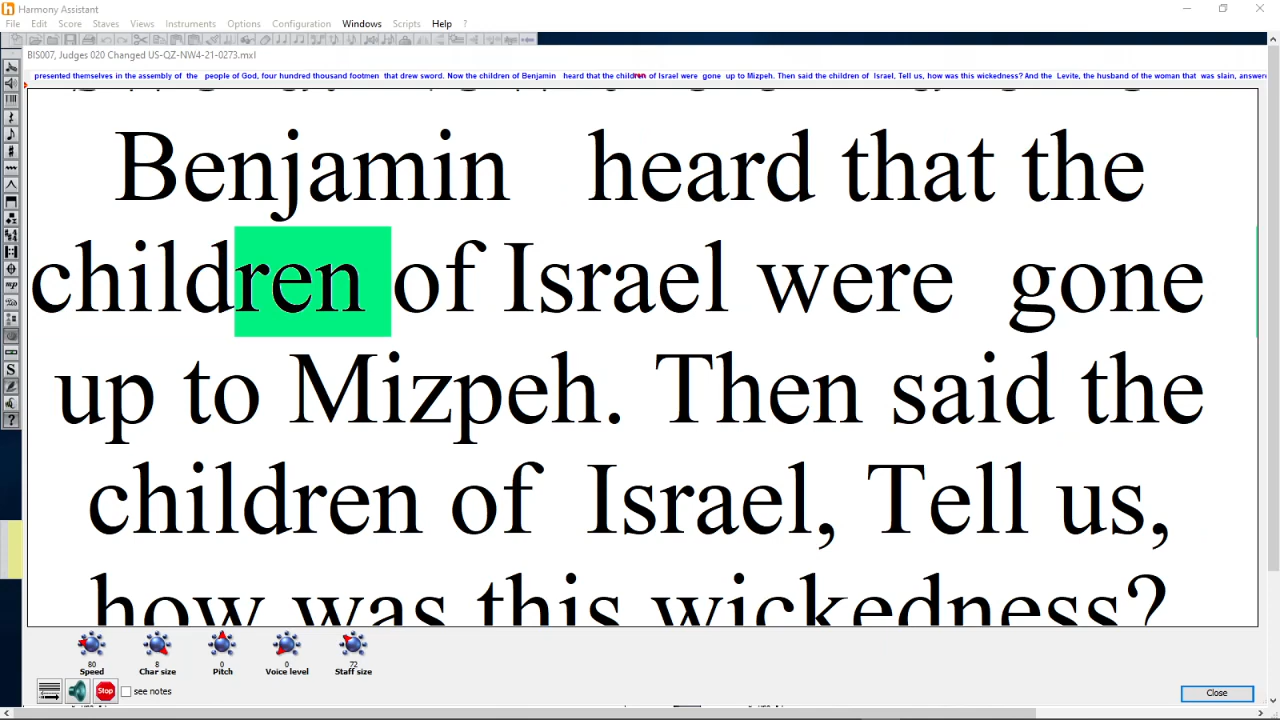 Harmony Assistant
File Edit Score Staves Views Instruments Options Configuration Windows Scripts Help ?
BIS007, Judges 020 Changed US-QZ-NW4-21-0273.mxl
presented themselves in the assembly of the people of God, four hundred thousand footmen that drew sword. Now the children of Benjamin heard that the children of Israel were gone up to Mizpeh. Then said the children of Israel, Tell us, how was this wickedness? And the Levite, the husband of the woman that was slain, answere
Benjamin heard that the
children of Israel were gone
up to Mizpeh. Then said the
children of Israel, Tell us,
how was this wickedness?
80 8 0 0 72
Speed Char size Pitch Voice level Staff size
Stop see notes Close